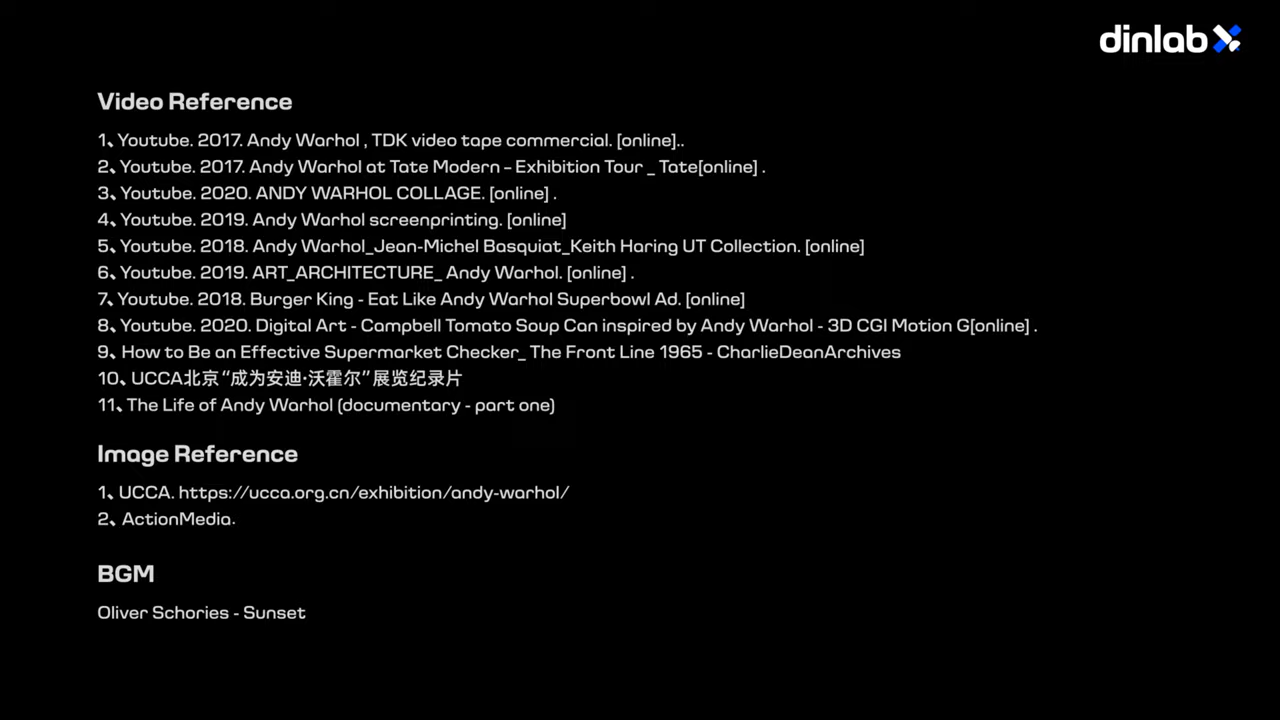 dinlab
Video Reference
1、Youtube. 2017. Andy Warhol , TDK video tape commercial. [online]..
2、Youtube. 2017. Andy Warhol at Tate Modern – Exhibition Tour _ Tate[online] .
3、Youtube. 2020. ANDY WARHOL COLLAGE. [online] .
4、Youtube. 2019. Andy Warhol screenprinting. [online]
5、Youtube. 2018. Andy Warhol_Jean-Michel Basquiat_Keith Haring UT Collection. [online]
6、Youtube. 2019. ART_ARCHITECTURE_ Andy Warhol. [online] .
7、Youtube. 2018. Burger King - Eat Like Andy Warhol Superbowl Ad. [online]
8、Youtube. 2020. Digital Art - Campbell Tomato Soup Can inspired by Andy Warhol - 3D CGI Motion G[online] .
9、How to Be an Effective Supermarket Checker_ The Front Line 1965 - CharlieDeanArchives
10、UCCA北京“成为安迪·沃霍尔”展览纪录片
11、The Life of Andy Warhol (documentary - part one)
Image Reference
1、UCCA. https://ucca.org.cn/exhibition/andy-warhol/
2、ActionMedia.
BGM
Oliver Schories - Sunset